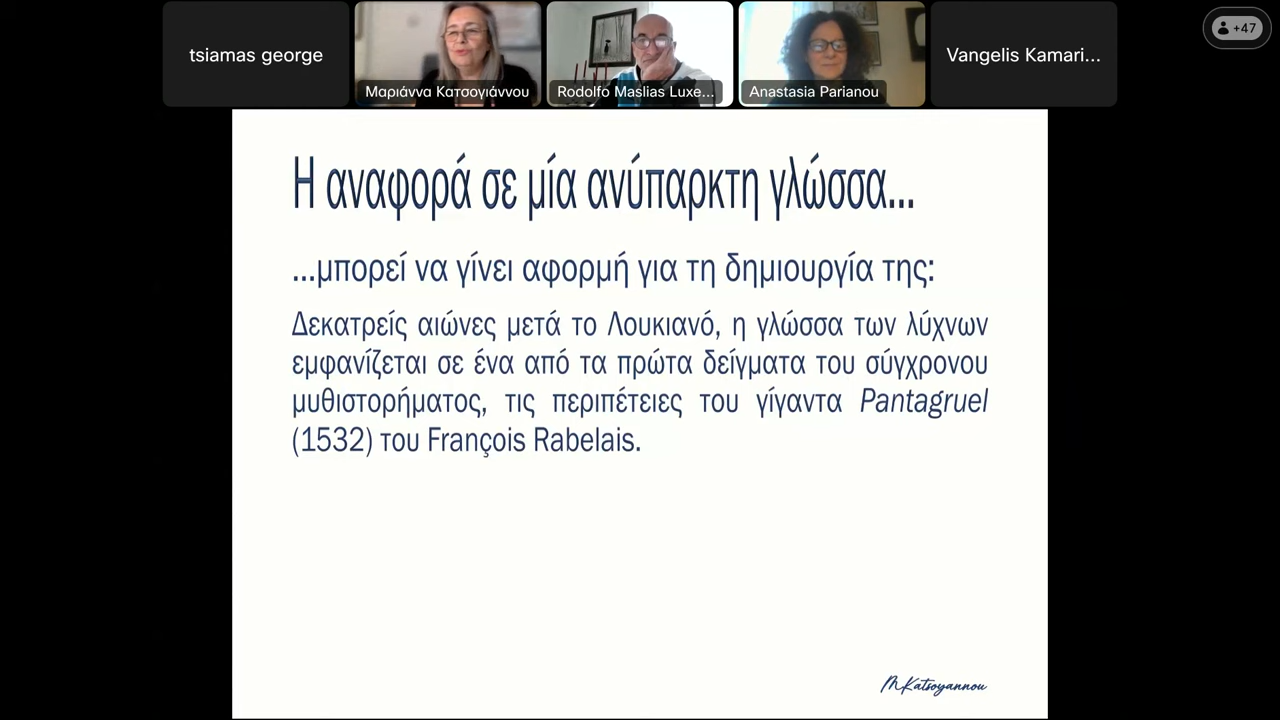 tsiamas george
Μαριάννα Κατσογιάννου
Rodolfo Maslias Luxe...
Anastasia Parianou
Vangelis Kamari...
+47
Η αναφορά σε μία ανύπαρκτη γλώσσα...
...μπορεί να γίνει αφορμή για τη δημιουργία της:
Δεκατρείς αιώνες μετά το Λουκιανό, η γλώσσα των λύχνων
εμφανίζεται σε ένα από τα πρώτα δείγματα του σύγχρονου
μυθιστορήματος, τις περιπέτειες του γίγαντα Pantagruel
(1532) του François Rabelais.
MKatsoyannou